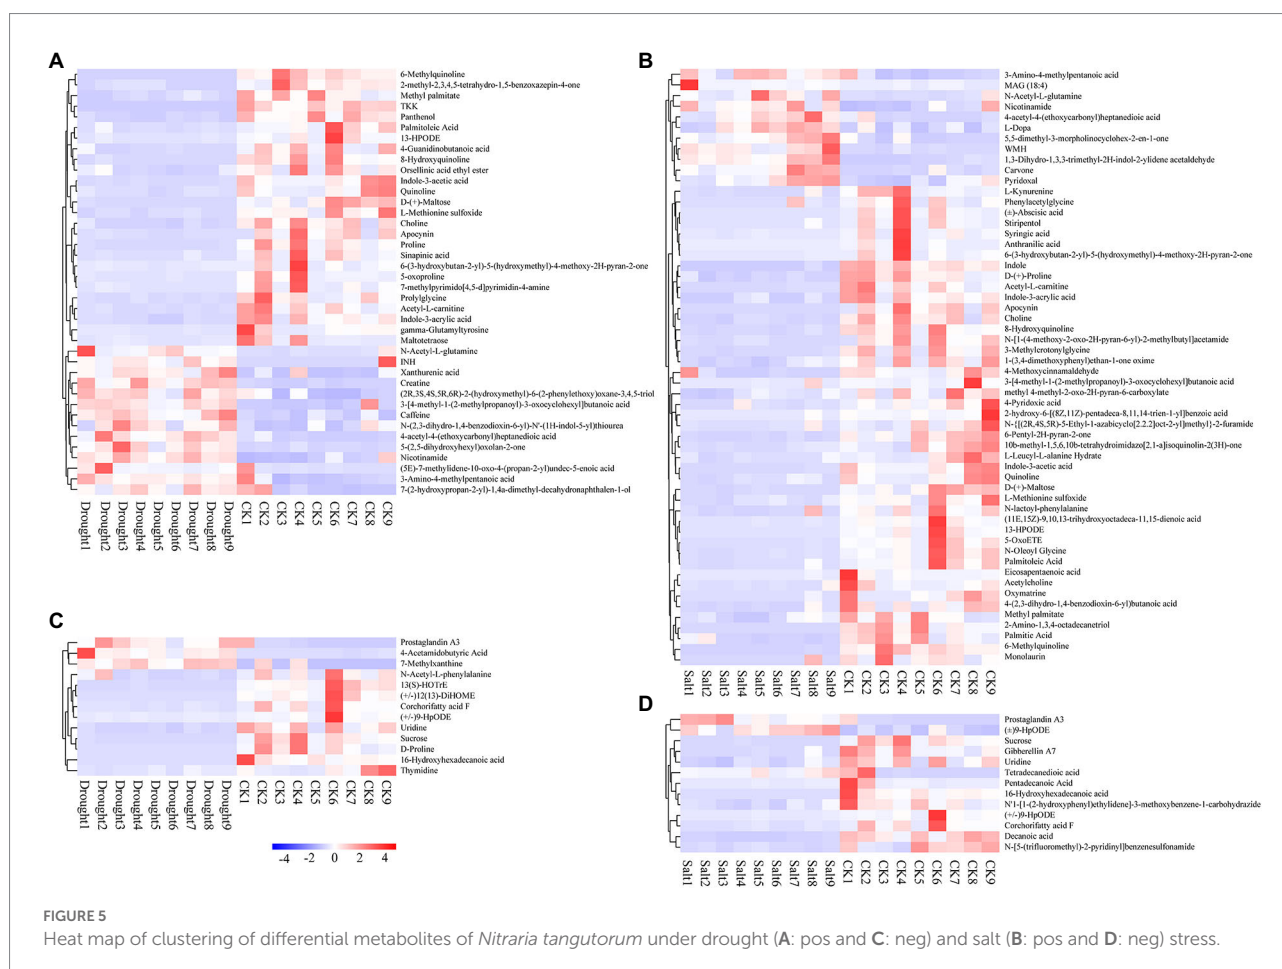 A
6-Methylquinoline
2-methyl-2,3,4,5-tetrahydro-1,5-benzoxazepin-4-one
Methyl palmitate
TKK
Panthenol
Palmitoleic Acid
13-HPODE
4-Guanidinobutanoic acid
8-Hydroxyquinoline
Orsellinic acid ethyl ester
Indole-3-acetic acid
Quinoline
D-(+)-Maltose
L-Methionine sulfoxide
Choline
Apocynin
Proline
Sinapinic acid
6-(3-hydroxybutan-2-yl)-5-(hydroxymethyl)-4-methoxy-2H-pyran-2-one
5-oxoproline
7-methylpyrimido[4,5-d]pyrimidin-4-amine
Prolylglycine
Acetyl-L-carnitine
Indole-3-acrylic acid
gamma-Glutamyltyrosine
Maltotetraose
N-Acetyl-L-glutamine
INH
Xanthurenic acid
Creatine
(2R,3S,4S,5R,6R)-2-(hydroxymethyl)-6-(2-phenylethoxy)oxane-3,4,5-triol
3-[4-methyl-1-(2-methylpropanoyl)-3-oxocyclohexyl]butanoic acid
Caffeine
N-(2,3-dihydro-1,4-benzodioxin-6-yl)-N'-(1H-indol-5-yl)thiourea
4-acetyl-4-(ethoxycarbonyl)heptanedioic acid
5-(2,5-dihydroxyhexyl)oxolan-2-one
Nicotinamide
(5E)-7-methylidene-10-oxo-4-(propan-2-yl)undec-5-enoic acid
3-Amino-4-methylpentanoic acid
7-(2-hydroxypropan-2-yl)-1,4a-dimethyl-decahydronaphthalen-1-ol
Drought1 Drought2 Drought3 Drought4 Drought5 Drought6 Drought7 Drought8 Drought9 CK1 CK2 CK3 CK4 CK5 CK6 CK7 CK8 CK9
B
3-Amino-4-methylpentanoic acid
MAG (18:4)
N-Acetyl-L-glutamine
Nicotinamide
4-acetyl-4-(ethoxycarbonyl)heptanedioic acid
L-Dopa
5,5-dimethyl-3-morpholinocyclohex-2-en-1-one
WMH
1,3-Dihydro-1,3,3-trimethyl-2H-indol-2-ylidene acetaldehyde
Carvone
Pyridoxal
L-Kynurenine
Phenylacetylglycine
(±)-Abscisic acid
Stiripentol
Syringic acid
Anthranilic acid
6-(3-hydroxybutan-2-yl)-5-(hydroxymethyl)-4-methoxy-2H-pyran-2-one
Indole
D-(+)-Proline
Acetyl-L-carnitine
Indole-3-acrylic acid
Apocynin
Choline
8-Hydroxyquinoline
N-[1-(4-methoxy-2-oxo-2H-pyran-6-yl)-2-methylbutyl]acetamide
3-Methylcrotonylglycine
1-(3,4-dimethoxyphenyl)ethan-1-one oxime
4-Methoxycinnamaldehyde
3-[4-methyl-1-(2-methylpropanoyl)-3-oxocyclohexyl]butanoic acid
methyl 4-methyl-2-oxo-2H-pyran-6-carboxylate
4-Pyridoxic acid
2-hydroxy-6-[(8Z,11Z)-pentadeca-8,11,14-trien-1-yl]benzoic acid
N-{[(2R,4S,5R)-5-Ethyl-1-azabicyclo[2.2.2]oct-2-yl]methyl}-2-furamide
6-Pentyl-2H-pyran-2-one
10b-methyl-1,5,6,10b-tetrahydroimidazo[2,1-a]isoquinolin-2(3H)-one
L-Leucyl-L-alanine Hydrate
Indole-3-acetic acid
Quinoline
D-(+)-Maltose
L-Methionine sulfoxide
N-lactoyl-phenylalanine
(11E,15Z)-9,10,13-trihydroxyoctadeca-11,15-dienoic acid
13-HPODE
5-OxoETE
N-Oleoyl Glycine
Palmitoleic Acid
Eicosapentaenoic acid
Acetylcholine
Oxymatrine
4-(2,3-dihydro-1,4-benzodioxin-6-yl)butanoic acid
Methyl palmitate
2-Amino-1,3,4-octadecanetriol
Palmitic Acid
6-Methylquinoline
Monolaurin
Salt1 Salt2 Salt3 Salt4 Salt5 Salt6 Salt7 Salt8 Salt9 CK1 CK2 CK3 CK4 CK5 CK6 CK7 CK8 CK9
C
Prostaglandin A3
4-Acetamidobutyric Acid
7-Methylxanthine
N-Acetyl-L-phenylalanine
13(S)-HOTrE
(+/-)12(13)-DiHOME
Corchorifatty acid F
(+/-)9-HpODE
Uridine
Sucrose
D-Proline
16-Hydroxyhexadecanoic acid
Thymidine
Drought1 Drought2 Drought3 Drought4 Drought5 Drought6 Drought7 Drought8 Drought9 CK1 CK2 CK3 CK4 CK5 CK6 CK7 CK8 CK9
-4 -2 0 2 4
D
Prostaglandin A3
(±)9-HpODE
Sucrose
Gibberellin A7
Uridine
Tetradecanedioic acid
Pentadecanoic Acid
16-Hydroxyhexadecanoic acid
N'1-[1-(2-hydroxyphenyl)ethylidene]-3-methoxybenzene-1-carbohydrazide
(+/-)9-HpODE
Corchorifatty acid F
Decanoic acid
N-[5-(trifluoromethyl)-2-pyridinyl]benzenesulfonamide
Salt1 Salt2 Salt3 Salt4 Salt5 Salt6 Salt7 Salt8 Salt9 CK1 CK2 CK3 CK4 CK5 CK6 CK7 CK8 CK9
FIGURE 5
Heat map of clustering of differential metabolites of Nitraria tangutorum under drought (A: pos and C: neg) and salt (B: pos and D: neg) stress.